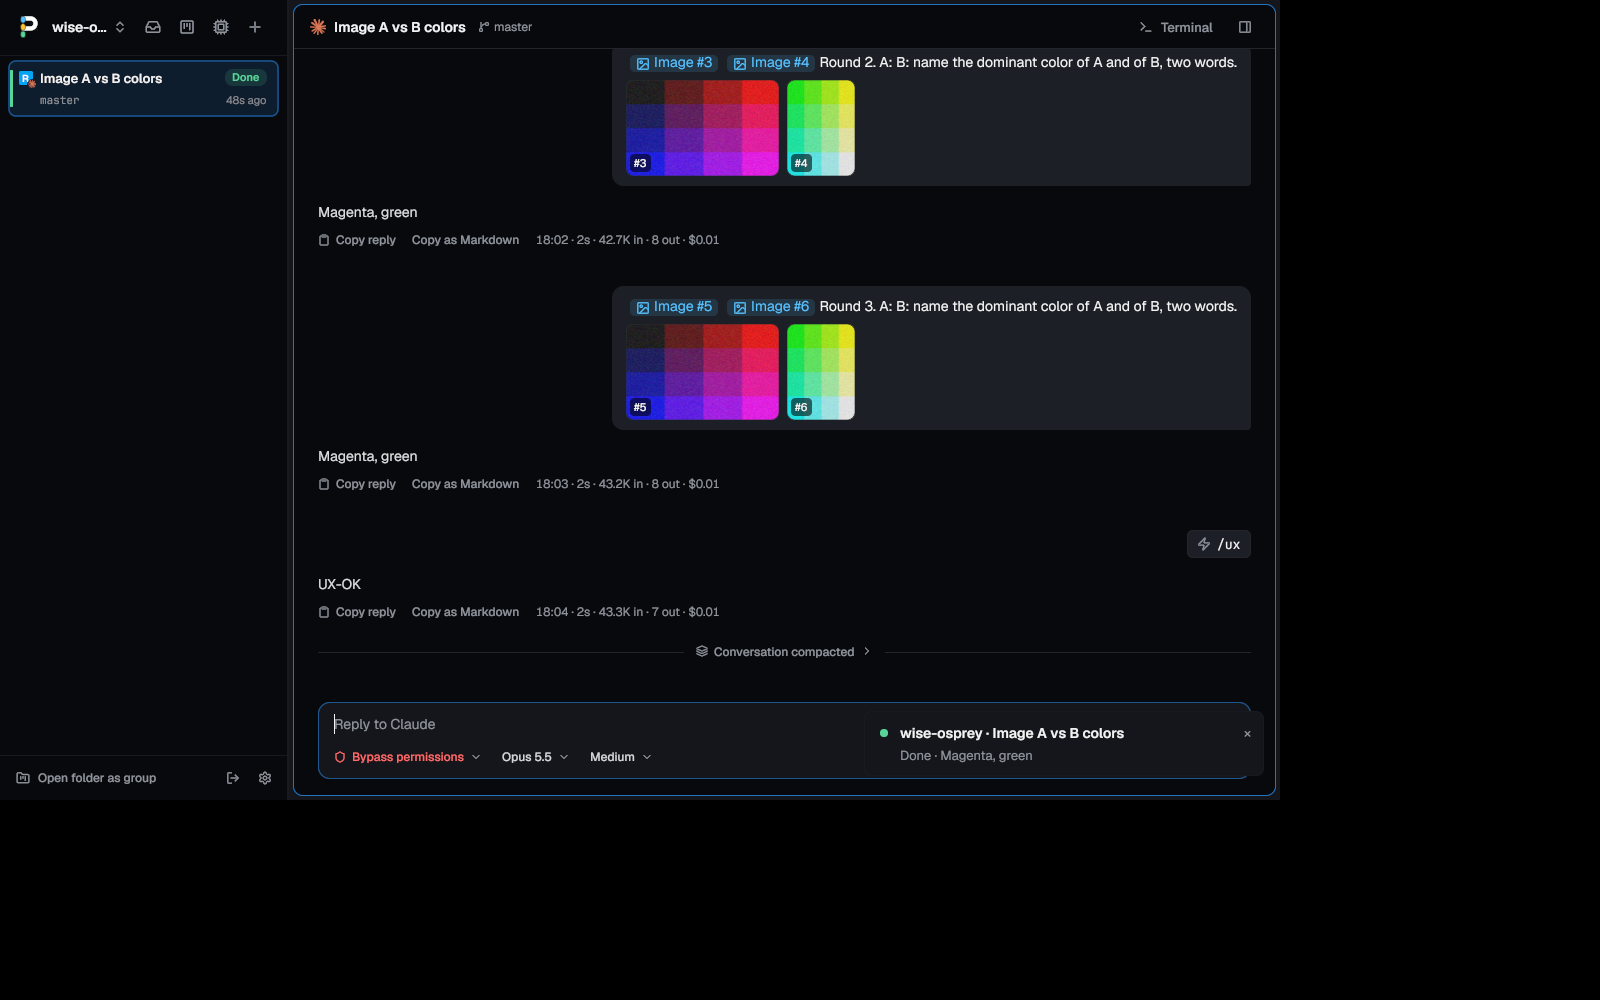 wise-o...
Image A vs B colors
Done
master
48s ago
Open folder as group
Image A vs B colors
master
Terminal
Image #3 Image #4 Round 2. A: B: name the dominant color of A and of B, two words.
#3
#4
Magenta, green
Copy reply Copy as Markdown 18:02 · 2s · 42.7K in · 8 out · $0.01
Image #5 Image #6 Round 3. A: B: name the dominant color of A and of B, two words.
#5
#6
Magenta, green
Copy reply Copy as Markdown 18:03 · 2s · 43.2K in · 8 out · $0.01
/ux
UX-OK
Copy reply Copy as Markdown 18:04 · 2s · 43.3K in · 7 out · $0.01
Conversation compacted
Reply to Claude
Bypass permissions Opus 5.5 Medium
wise-osprey · Image A vs B colors
Done · Magenta, green